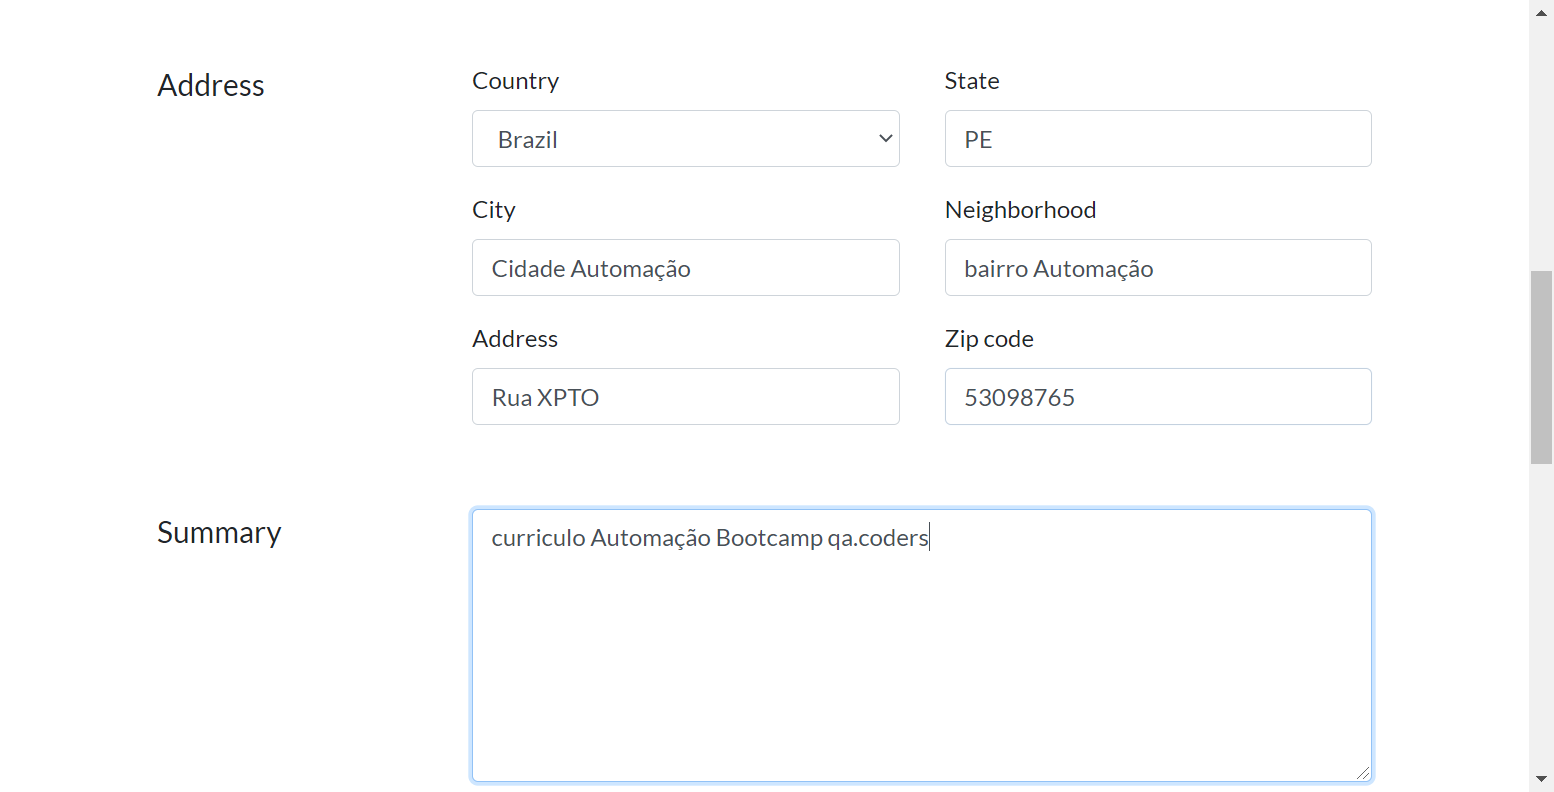 Address
Country
State
Brazil
PE
City
Neighborhood
Cidade Automação
bairro Automação
Address
Zip code
Rua XPTO
53098765
Summary
curriculo Automação Bootcamp qa.coders